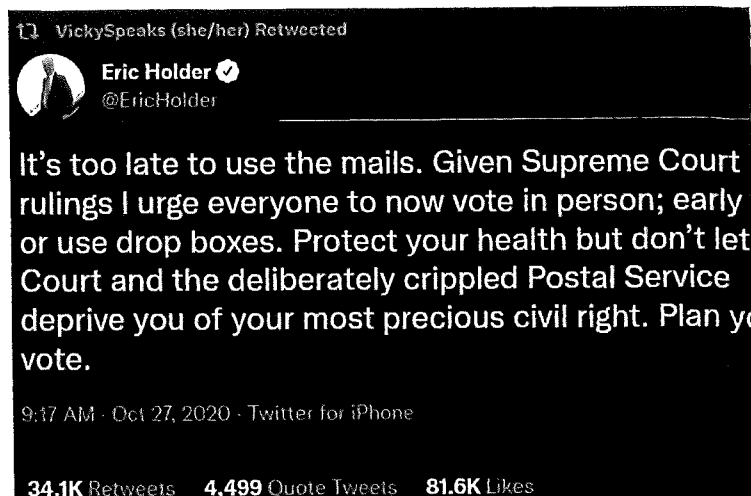 VickySpeaks (she/her) Retweeted
Eric Holder
@EricHolder
It's too late to use the mails. Given Supreme Court
rulings I urge everyone to now vote in person; early
or use drop boxes. Protect your health but don't let
Court and the deliberately crippled Postal Service
deprive you of your most precious civil right. Plan yo
vote.
9:17 AM · Oct 27, 2020 · Twitter for iPhone
34.1K Retweets 4,499 Quote Tweets 81.6K Likes